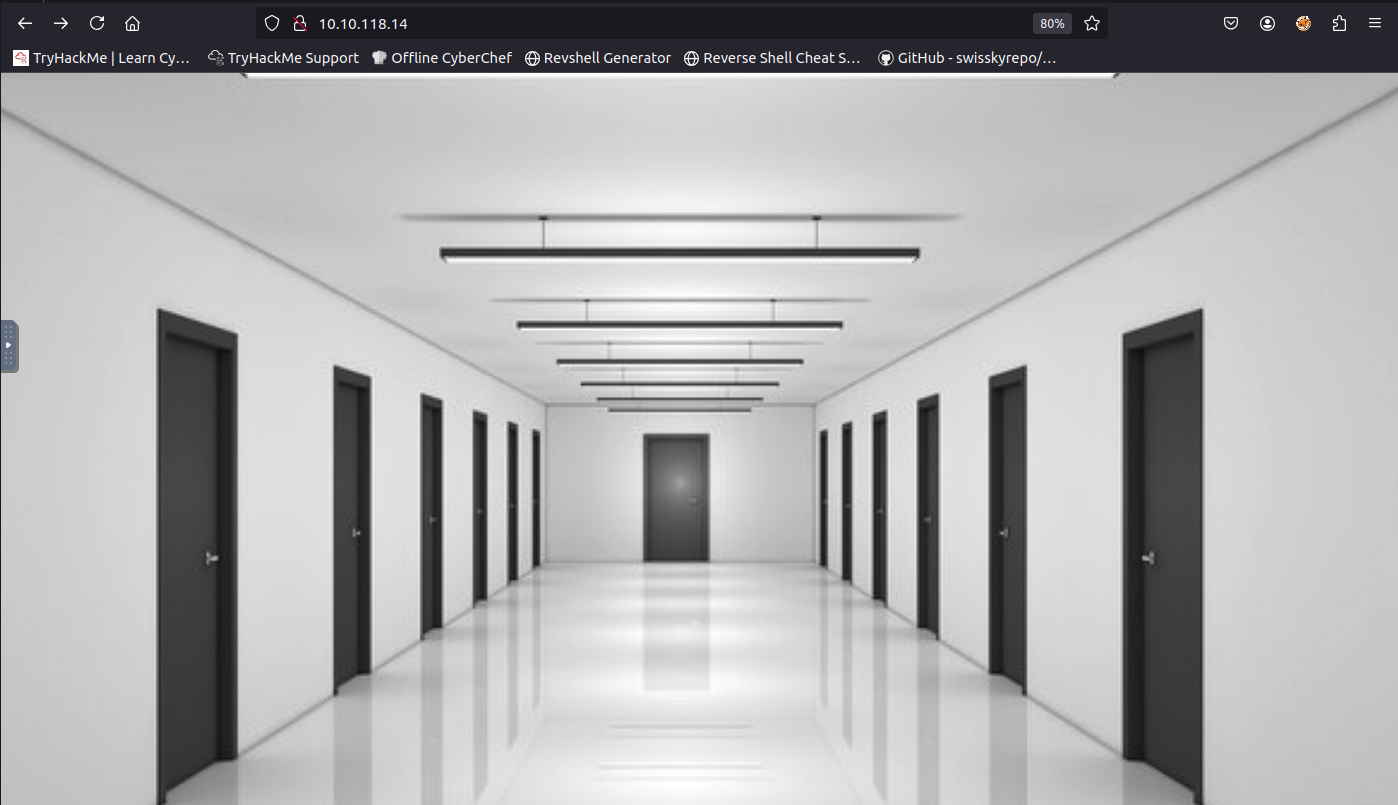 10.10.118.14
80%
TryHackMe | Learn Cy...
TryHackMe Support
Offline CyberChef
Revshell Generator
Reverse Shell Cheat S...
GitHub - swisskyrepo/...